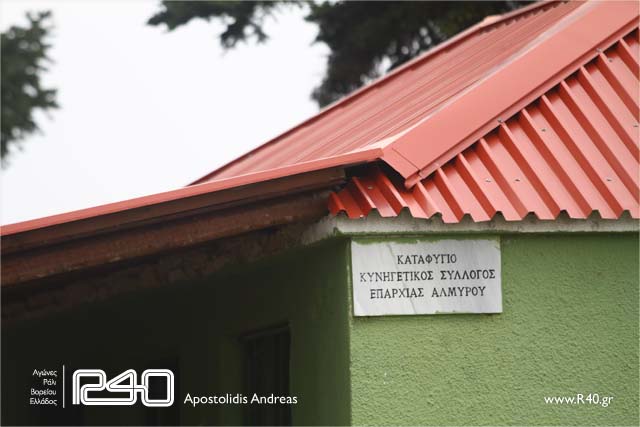 ΚΑΤΑΦΥΓΙΟ
ΚΥΝΗΓΕΤΙΚΟΣ ΣΥΛΛΟΓΟΣ
ΕΠΑΡΧΙΑΣ ΑΛΜΥΡΟΥ
Αγώνες
Ράλι
Βορείου
Ελλάδος
R40
Apostolidis Andreas
www.R40.gr